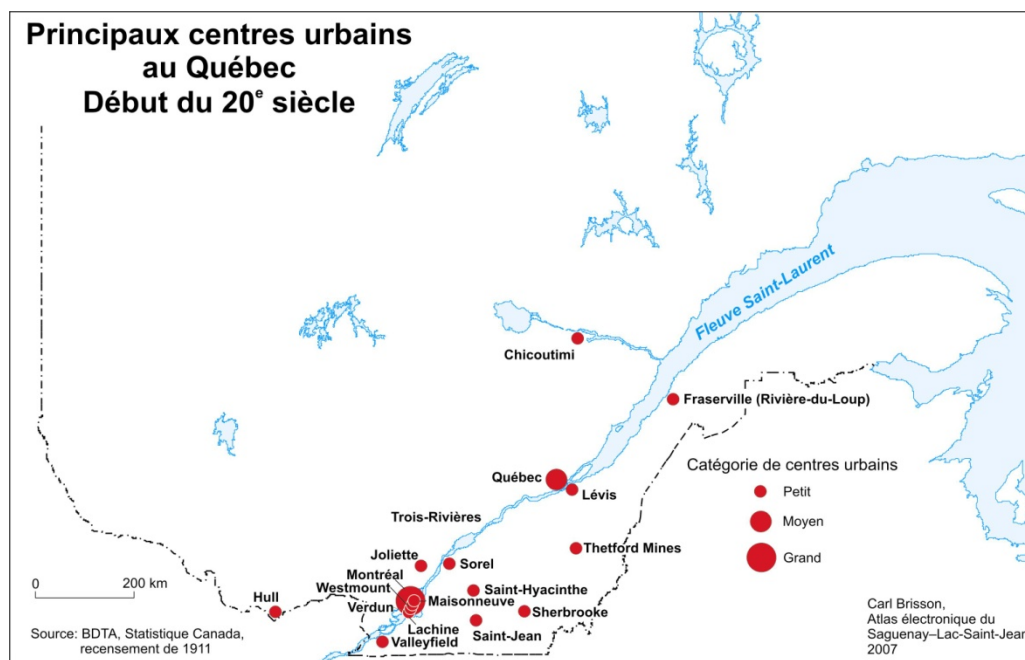 Principaux centres urbains
au Québec
Début du 20e siècle
Fleuve Saint-Laurent
Chicoutimi
Fraserville (Rivière-du-Loup)
Québec
Lévis
Catégorie de centres urbains
Petit
Moyen
Grand
Trois-Rivières
Thetford Mines
Joliette
Sorel
Montréal
Westmount
Saint-Hyacinthe
Maisonneuve
Verdun
Sherbrooke
Lachine
Saint-Jean
Valleyfield
Hull
0 200 km
Source: BDTA, Statistique Canada,
recensement de 1911
Carl Brisson,
Atlas électronique du
Saguenay–Lac-Saint-Jean
2007